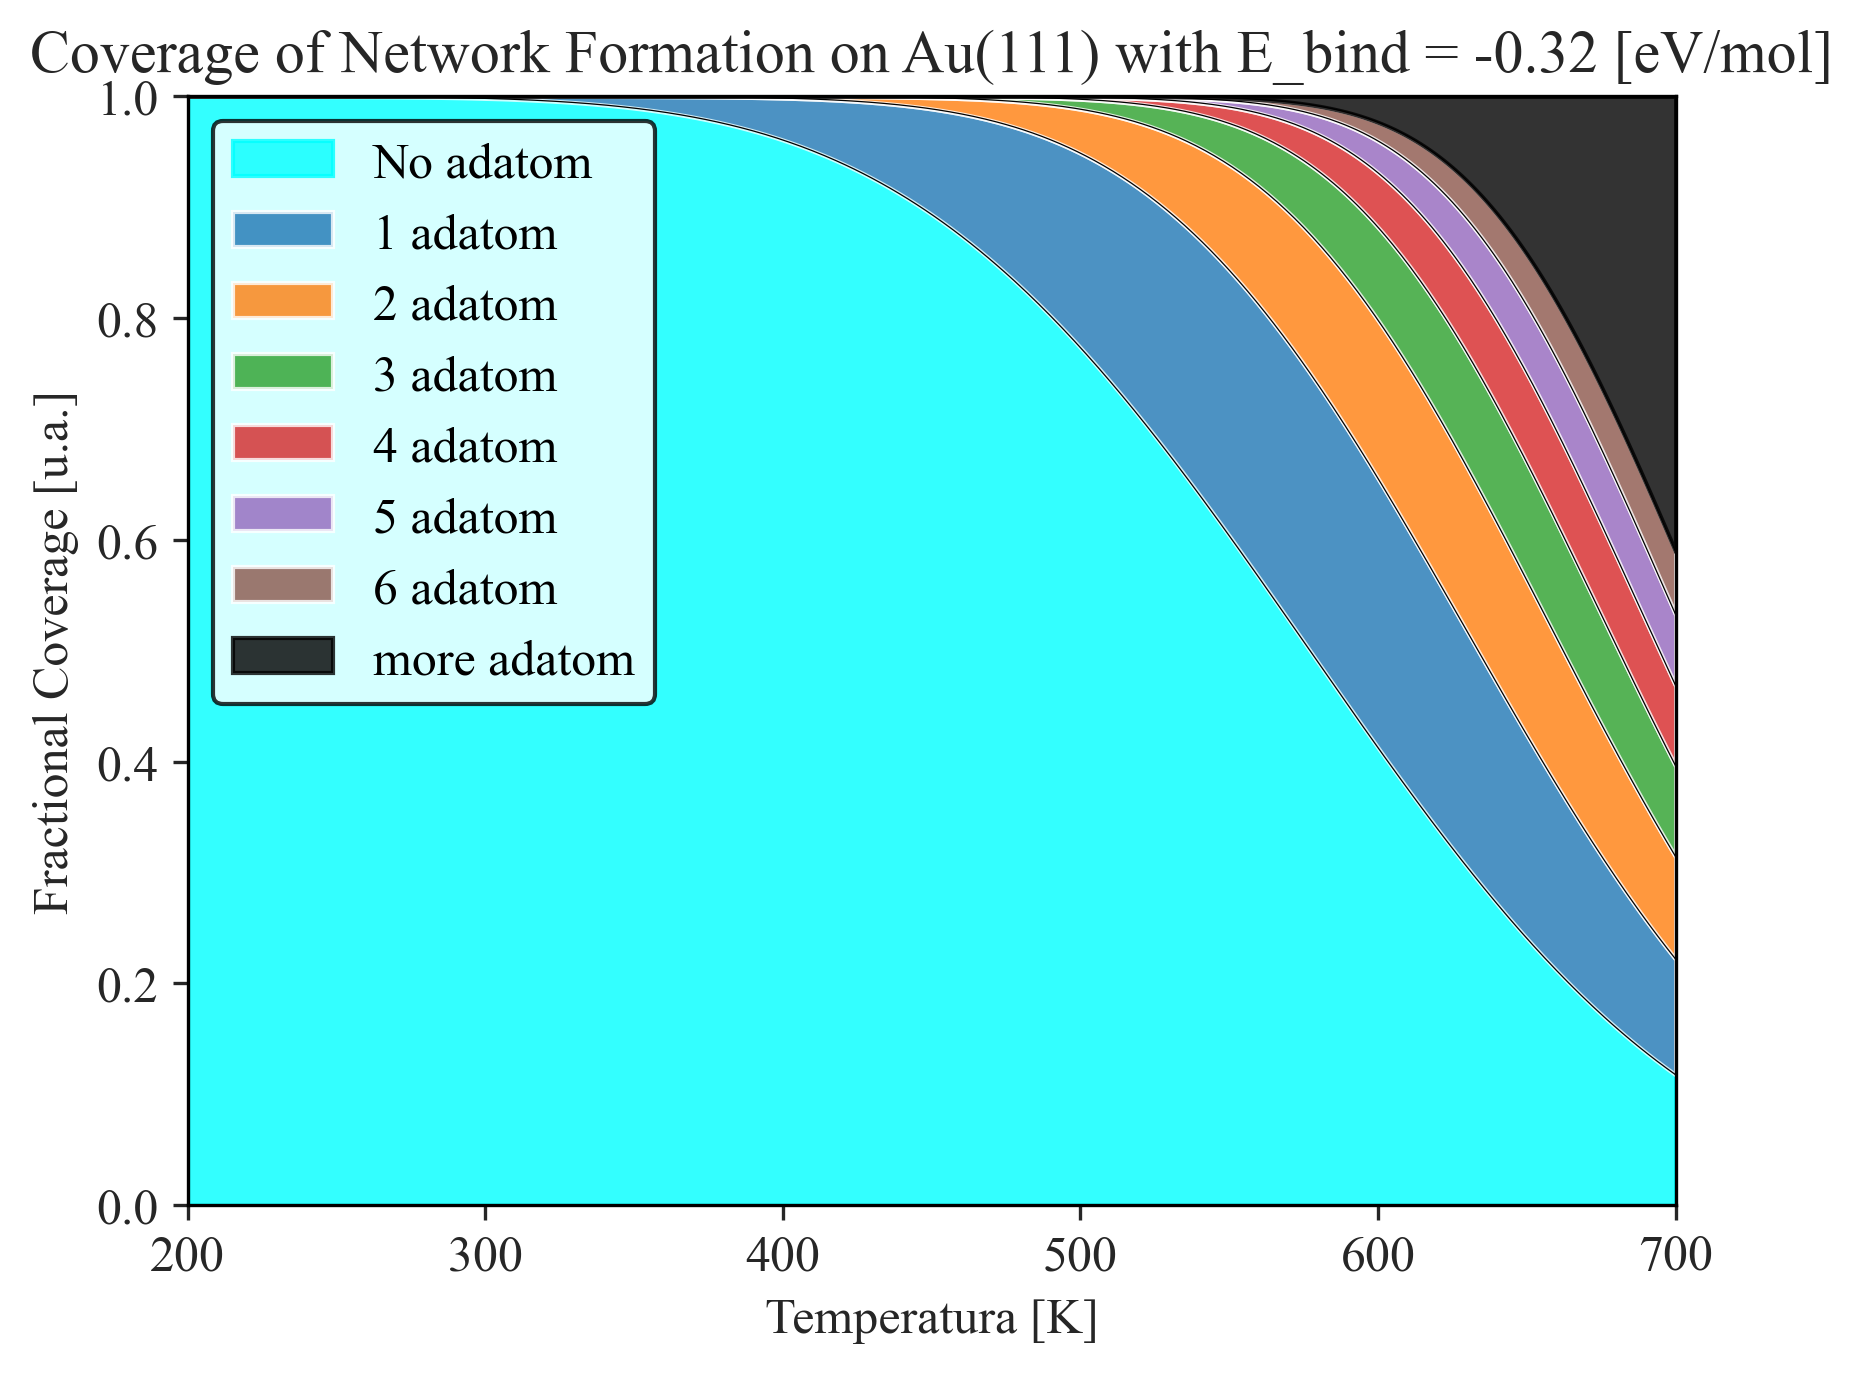 Coverage of Network Formation on Au(111) with E_bind = -0.32 [eV/mol]
1.0
0.8
0.6
0.4
0.2
0.0
Fractional Coverage [u.a.]
No adatom
1 adatom
2 adatom
3 adatom
4 adatom
5 adatom
6 adatom
more adatom
200 300 400 500 600 700
Temperatura [K]